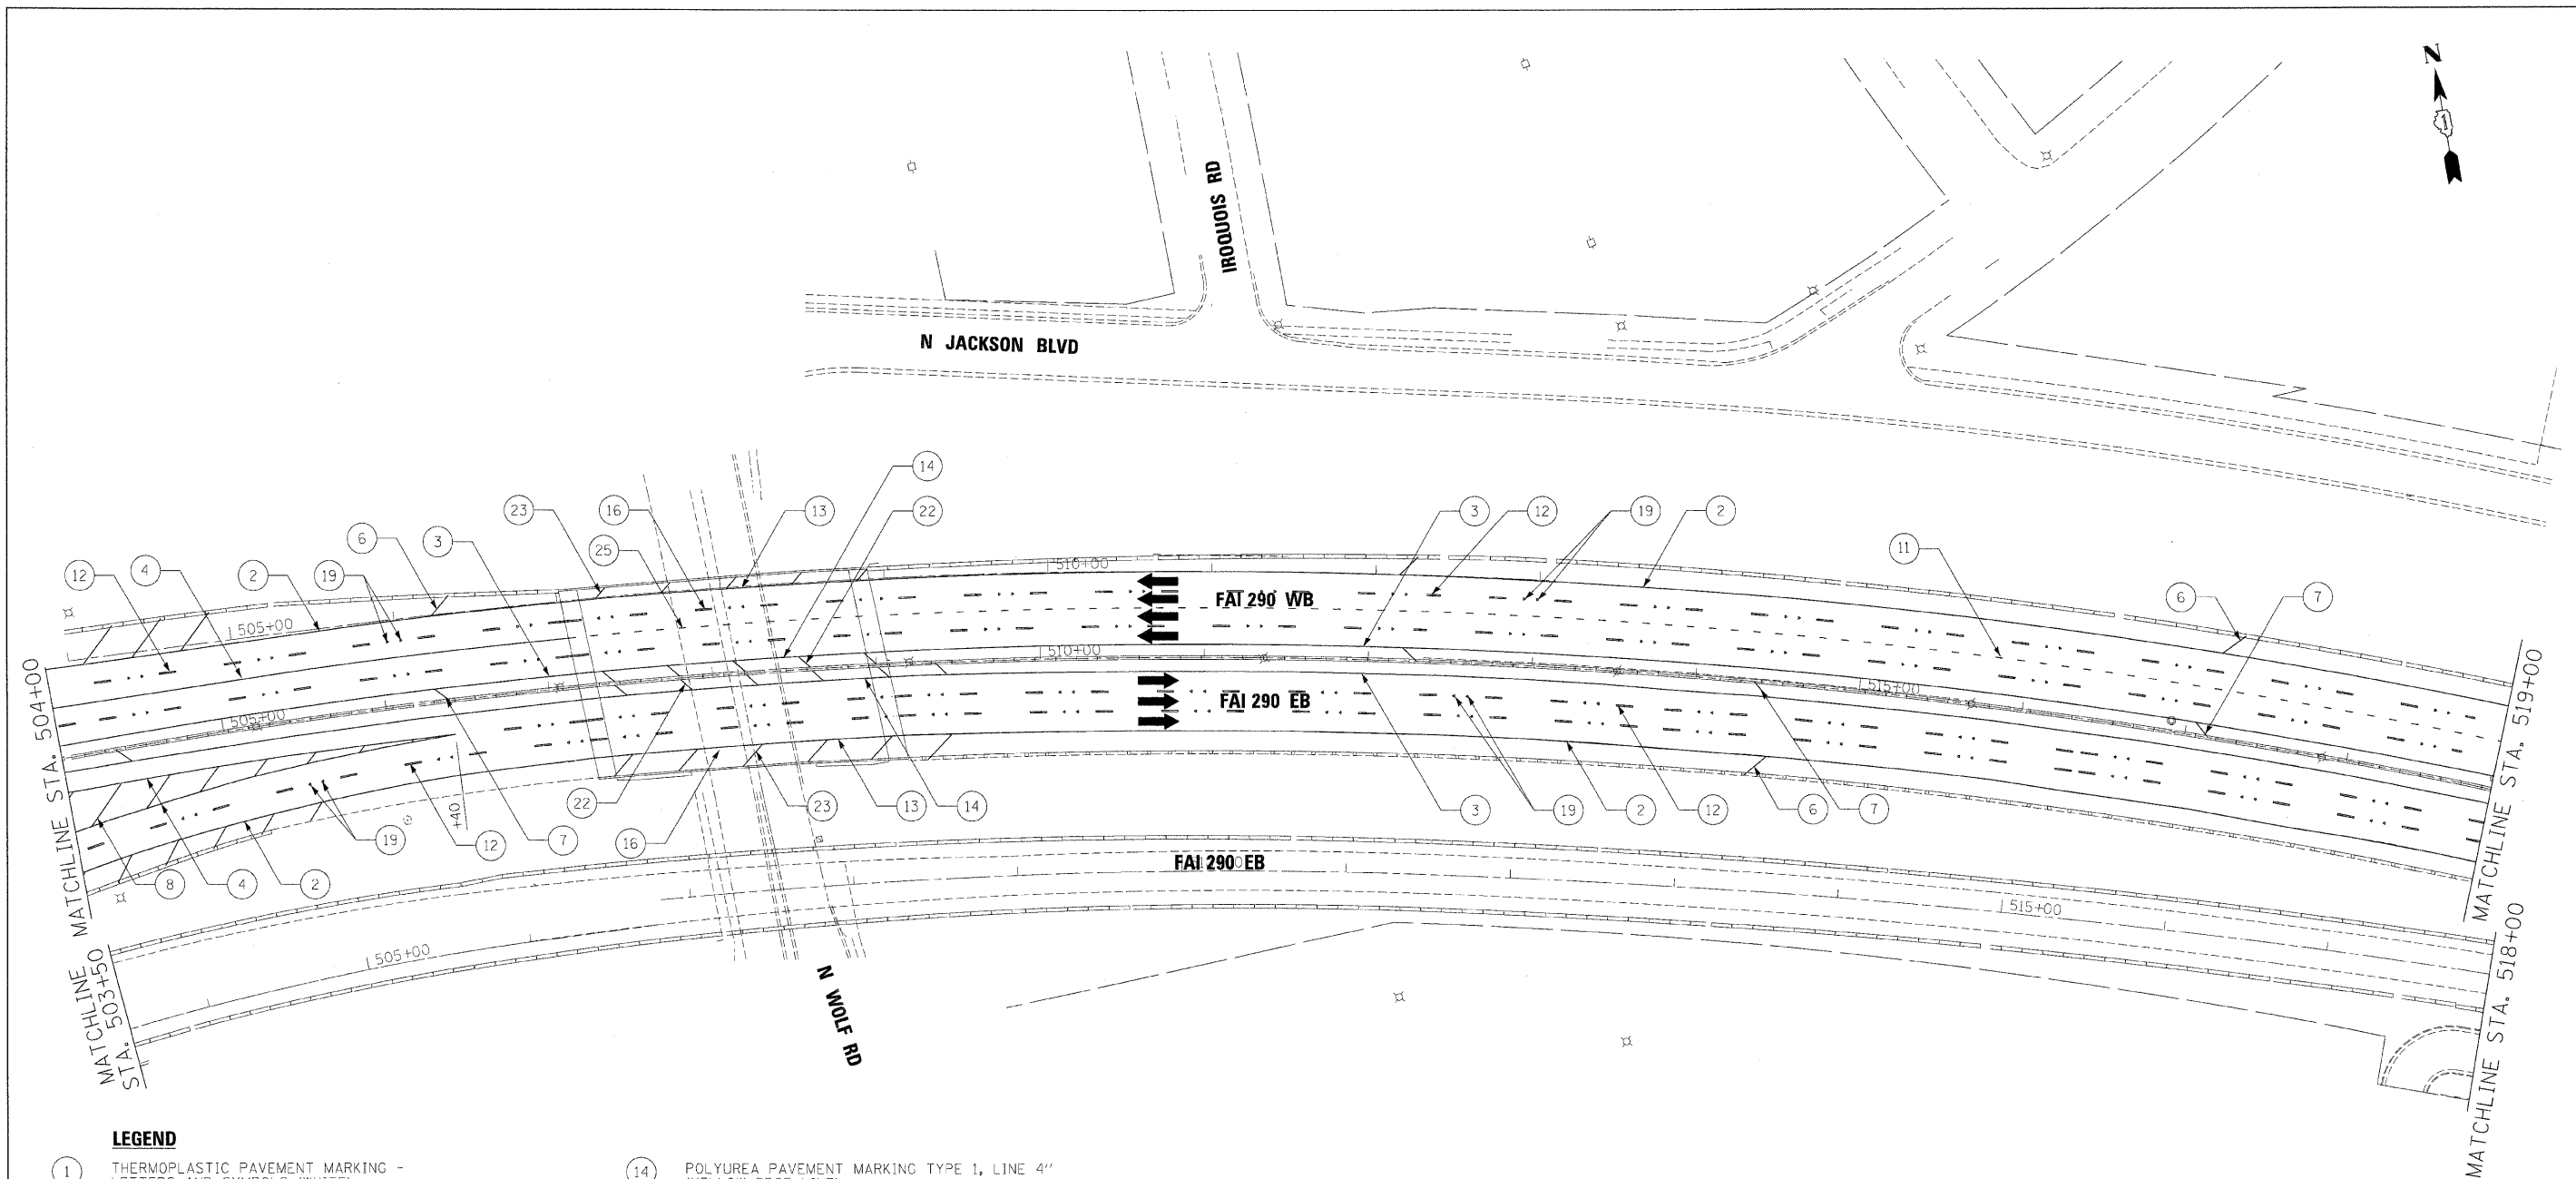 N
IROQUOIS RD
N JACKSON BLVD
14
23
16
13
22
3
12
19
2
6
3
25
11
12
4
2
19
6
7
510+00
FAI 290 WB
505+00
510+00
515+00
505+00
FAI 290 EB
MATCHLINE STA. 504+00
MATCHLINE STA. 519+00
+40
22
23
13
14
3
19
2
12
6
7
19
12
7
16
8
4
2
FAI 290 EB
515+00
505+00
MATCHLINE
STA. 503+50
N WOLF RD
MATCHLINE STA. 518+00
LEGEND
1 THERMOPLASTIC PAVEMENT MARKING -
14 POLYUREA PAVEMENT MARKING TYPE 1, LINE 4"